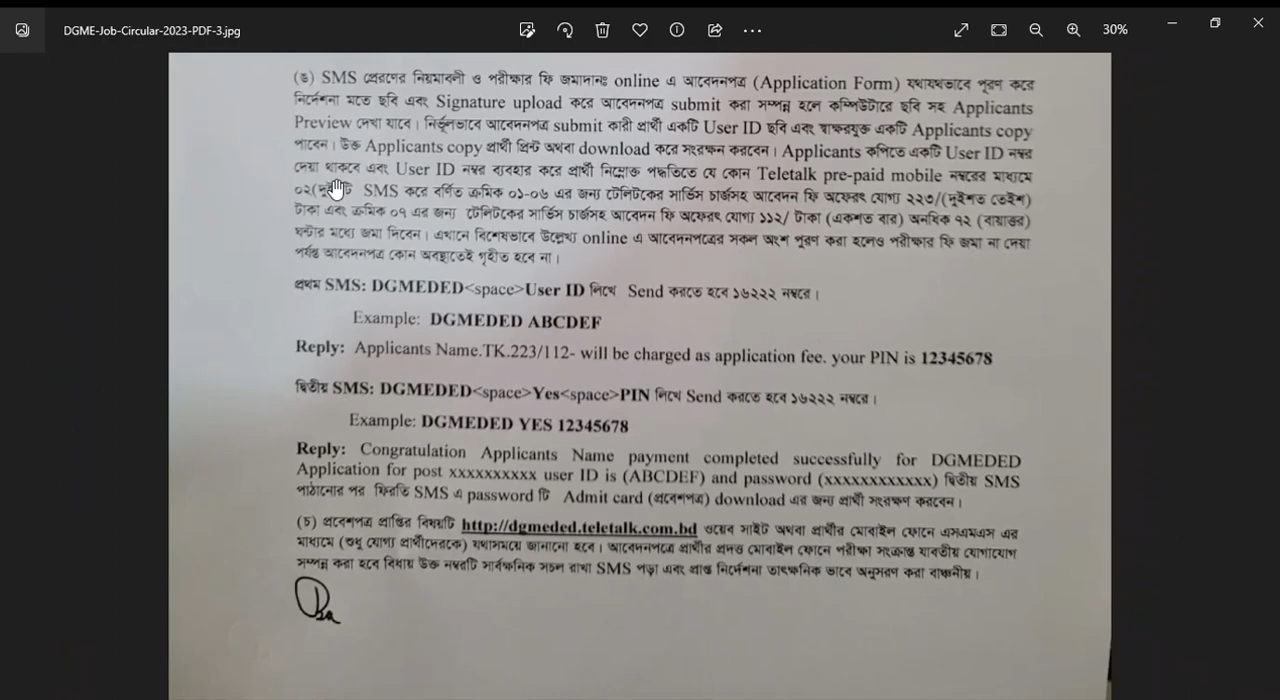 DGME-Job-Circular-2023-PDF-3.jpg
30%
(ঙ) SMS প্রেরণের নিয়মাবলী ও পরীক্ষার ফি জমাদানঃ online এ আবেদনপত্র (Application Form) যথাযথভাবে পূরণ করে
নির্দেশনা মতে ছবি এবং Signature upload করে আবেদনপত্র submit করা সম্পন্ন হলে কম্পিউটারে ছবি সহ Applicants
Preview দেখা যাবে। নির্ভূলভাবে আবেদনপত্র submit কারী প্রার্থী একটি User ID ছবি এবং স্বাক্ষরযুক্ত একটি Applicants copy
পাবেন। উক্ত Applicants copy প্রার্থী প্রিন্ট অথবা download করে সংরক্ষন করবেন। Applicants কপিতে একটি User ID নম্বর
দেয়া থাকবে এবং User ID নম্বর ব্যবহার করে প্রার্থী নিম্নোক্ত পদ্ধতিতে যে কোন Teletalk pre-paid mobile নম্বরের মাধ্যমে
০২(দুইটি SMS করে বর্ণিত ক্রমিক ০১-০৬ এর জন্য টেলিটকের সার্ভিস চার্জসহ আবেদন ফি অফেরৎ যোগ্য ২২৩/(দুইশত তেইশ)
টাকা এবং ক্রমিক ০৭ এর জন্য টেলিটকের সার্ভিস চার্জসহ আবেদন ফি অফেরৎ যোগ্য ১১২/ টাকা (একশত বার) অনধিক ৭২ (বায়াত্তর)
ঘন্টার মধ্যে জমা দিবেন। এখানে বিশেষভাবে উল্লেখ্য online এ আবেদনপত্রের সকল অংশ পুরণ করা হলেও পরীক্ষার ফি জমা না দেয়া
পর্যন্ত আবেদনপত্র কোন অবস্থাতেই গৃহীত হবে না।
প্রথম SMS: DGMEDED<space>User ID লিখে Send করতে হবে ১৬২২২ নম্বরে।
Example: DGMEDED ABCDEF
Reply: Applicants Name.TK.223/112- will be charged as application fee. your PIN is 12345678
দ্বিতীয় SMS: DGMEDED<space>Yes<space>PIN লিখে Send করতে হবে ১৬২২২ নম্বরে।
Example: DGMEDED YES 12345678
Reply: Congratulation Applicants Name payment completed successfully for DGMEDED
Application for post xxxxxxxxxx user ID is (ABCDEF) and password (xxxxxxxxxxxx) দ্বিতীয় SMS
পাঠানোর পর ফিরতি SMS এ password টি Admit card (প্রবেশপত্র) download এর জন্য প্রার্থী সংরক্ষণ করবেন।
(চ) প্রবেশপত্র প্রাপ্তির বিষয়টি http://dgmeded.teletalk.com.bd ওয়েব সাইট অথবা প্রার্থীর মোবাইল ফোনে এসএমএস এর
মাধ্যমে (শুধু যোগ্য প্রার্থীদেরকে) যথাসময়ে জানানো হবে। আবেদনপত্রে প্রার্থীর প্রদত্ত মোবাইল ফোনে পরীক্ষা সংক্রান্ত যাবতীয় যোগাযোগ
সম্পন্ন করা হবে বিধায় উক্ত নম্বরটি সার্বক্ষনিক সচল রাখা SMS পড়া এবং প্রাপ্ত নির্দেশনা তাৎক্ষনিক ভাবে অনুসরণ করা বাঞ্চনীয়।